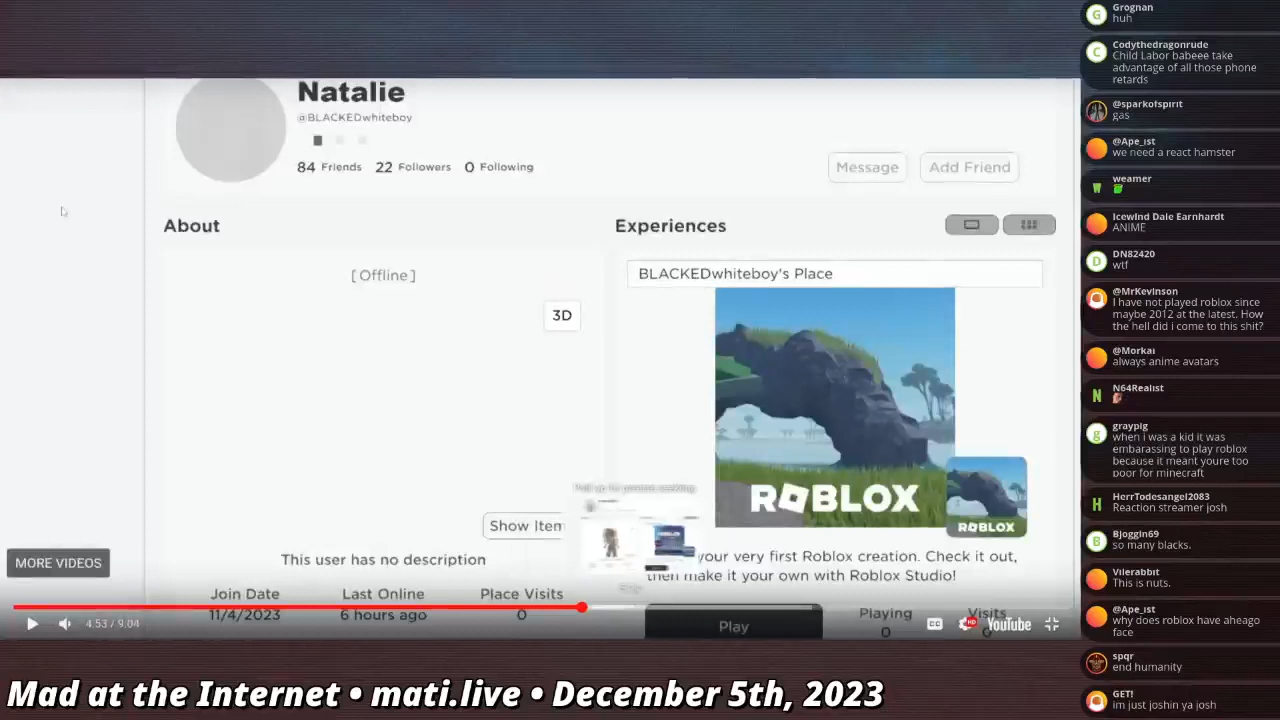 Natalie
@BLACKEDwhiteboy
84 Friends 22 Followers 0 Following
Message
Add Friend
About
[ Offline ]
3D
Show Item
This user has no description
Join Date
11/4/2023
Last Online
6 hours ago
Place Visits
0
Experiences
BLACKEDwhiteboy's Place
ROBLOX
ROBLOX
your very first Roblox creation. Check it out,
then make it your own with Roblox Studio!
Play
Playing
0
Visits
0
Pull up for precise seeking
MORE VIDEOS
4:53 / 9:04
CC
HD
YouTube
Mad at the Internet • mati.live • December 5th, 2023
Grognan
huh
Codythedragonrude
Child Labor babeee take
advantage of all those phone
retards
@sparkofspirit
gas
@Ape_ist
we need a react hamster
weamer
Icewind Dale Earnhardt
ANIME
DN82420
wtf
@MrKevinson
I have not played roblox since
maybe 2012 at the latest. How
the hell did i come to this shit?
@Morkai
always anime avatars
N64Realist
graypig
when i was a kid it was
embarassing to play roblox
because it meant youre too
poor for minecraft
HerrTodesangel2083
Reaction streamer josh
BjoggIn69
so many blacks.
Vilerabbit
This is nuts.
@Ape_ist
why does roblox have aheago
face
spqr
end humanity
GET!
im just joshin ya josh